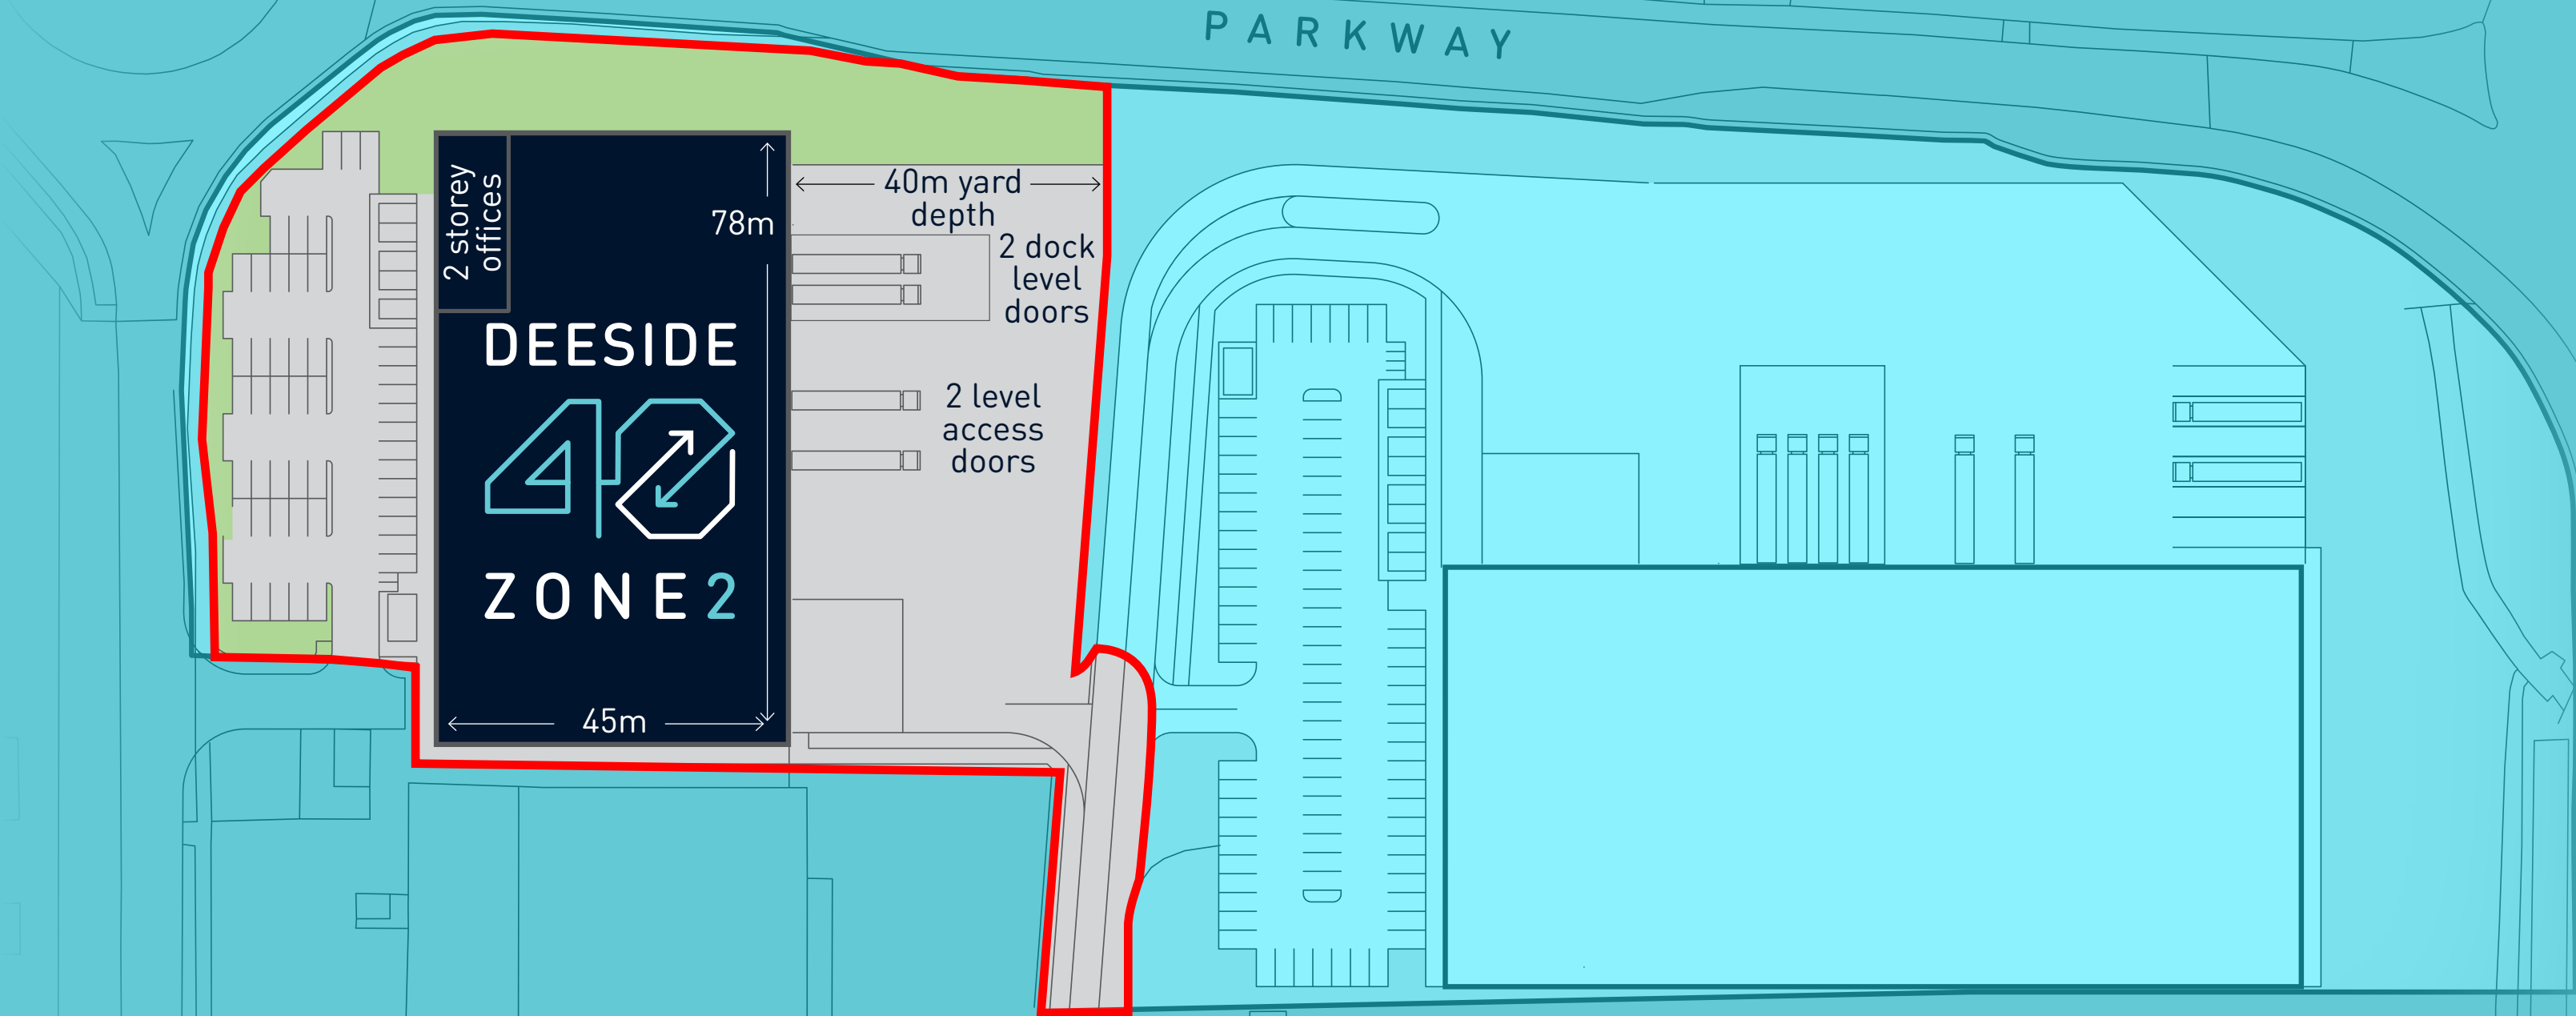 PARKWAY
2 storey
offices
78m
40m yard
depth
2 dock
level
doors
DEESIDE
40
ZONE2
2 level
access
doors
45m